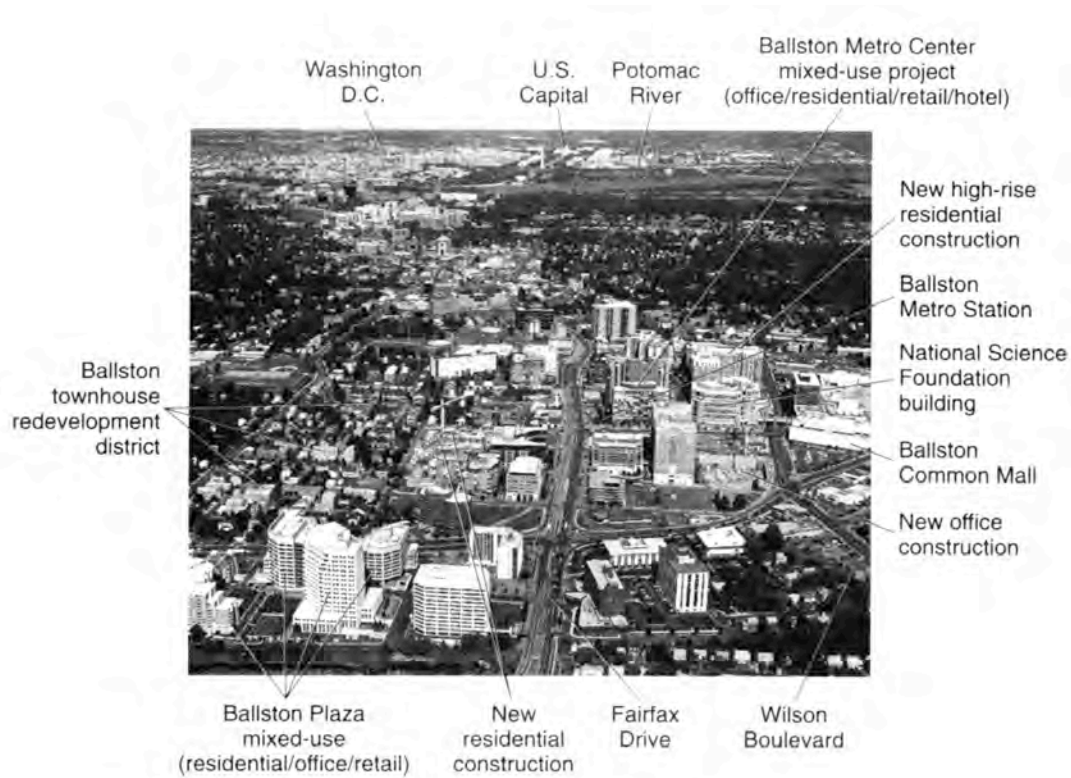 Washington
D.C.
U.S.
Capital
Potomac
River
Ballston Metro Center
mixed-use project
(office/residential/retail/hotel)
New high-rise
residential
construction
Ballston
Metro Station
National Science
Foundation
building
Ballston
Common Mall
New office
construction
Ballston
townhouse
redevelopment
district
Ballston Plaza
mixed-use
(residential/office/retail)
New
residential
construction
Fairfax
Drive
Wilson
Boulevard